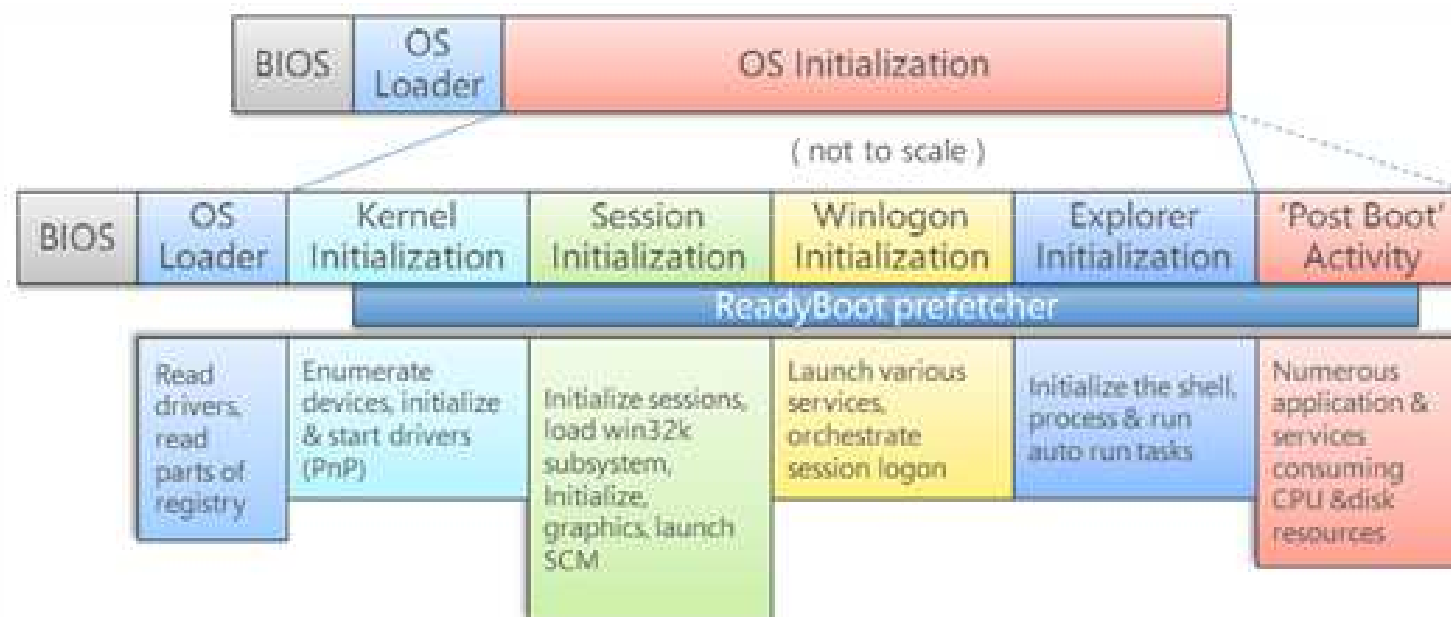 BIOS
OS
Loader
OS Initialization
( not to scale )
BIOS
OS
Loader
Kernel
Initialization
Session
Initialization
Winlogon
Initialization
Explorer
Initialization
'Post Boot'
Activity
ReadyBoot prefetcher
Read
drivers,
read
parts of
registry
Enumerate
devices, initialize
& start drivers
(PnP)
Initialize sessions,
load win32k
subsystem,
Initialize,
graphics, launch
SCM
Launch various
services,
orchestrate
session logon
Initialize the shell,
process & run
auto run tasks
Numerous
application &
services
consuming
CPU &disk
resources